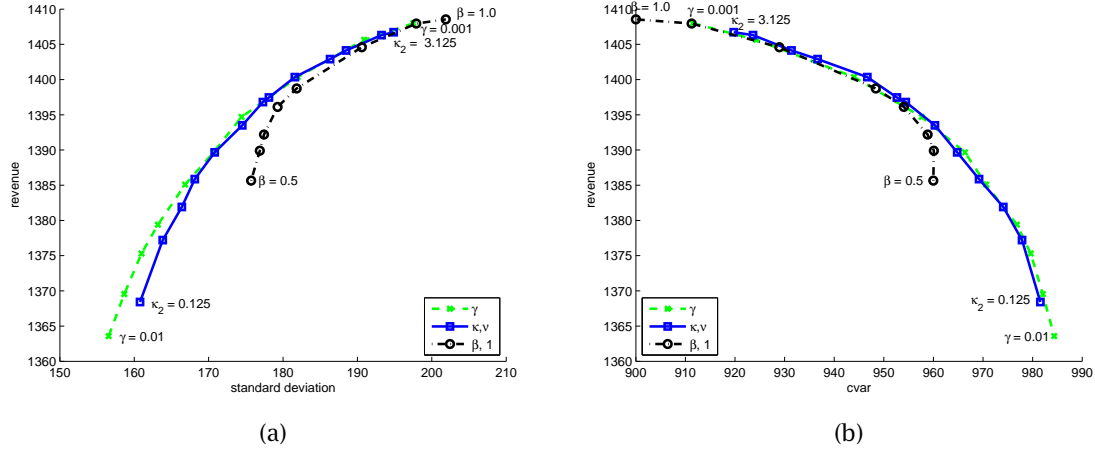 1410
1405
1400
1395
1390
1385
1380
1375
1370
1365
1360
revenue
150
160
170
180
190
200
210
standard deviation
β = 1.0
γ = 0.001
κ₂ = 3.125
β = 0.5
κ₂ = 0.125
γ = 0.01
γ
κ,ν
β, 1
(a)
1410
1405
1400
1395
1390
1385
1380
1375
1370
1365
1360
revenue
900
910
920
930
940
950
960
970
980
990
cvar
β = 1.0
γ = 0.001
κ₂ = 3.125
β = 0.5
κ₂ = 0.125
γ = 0.01
γ
κ,ν
β, 1
(b)